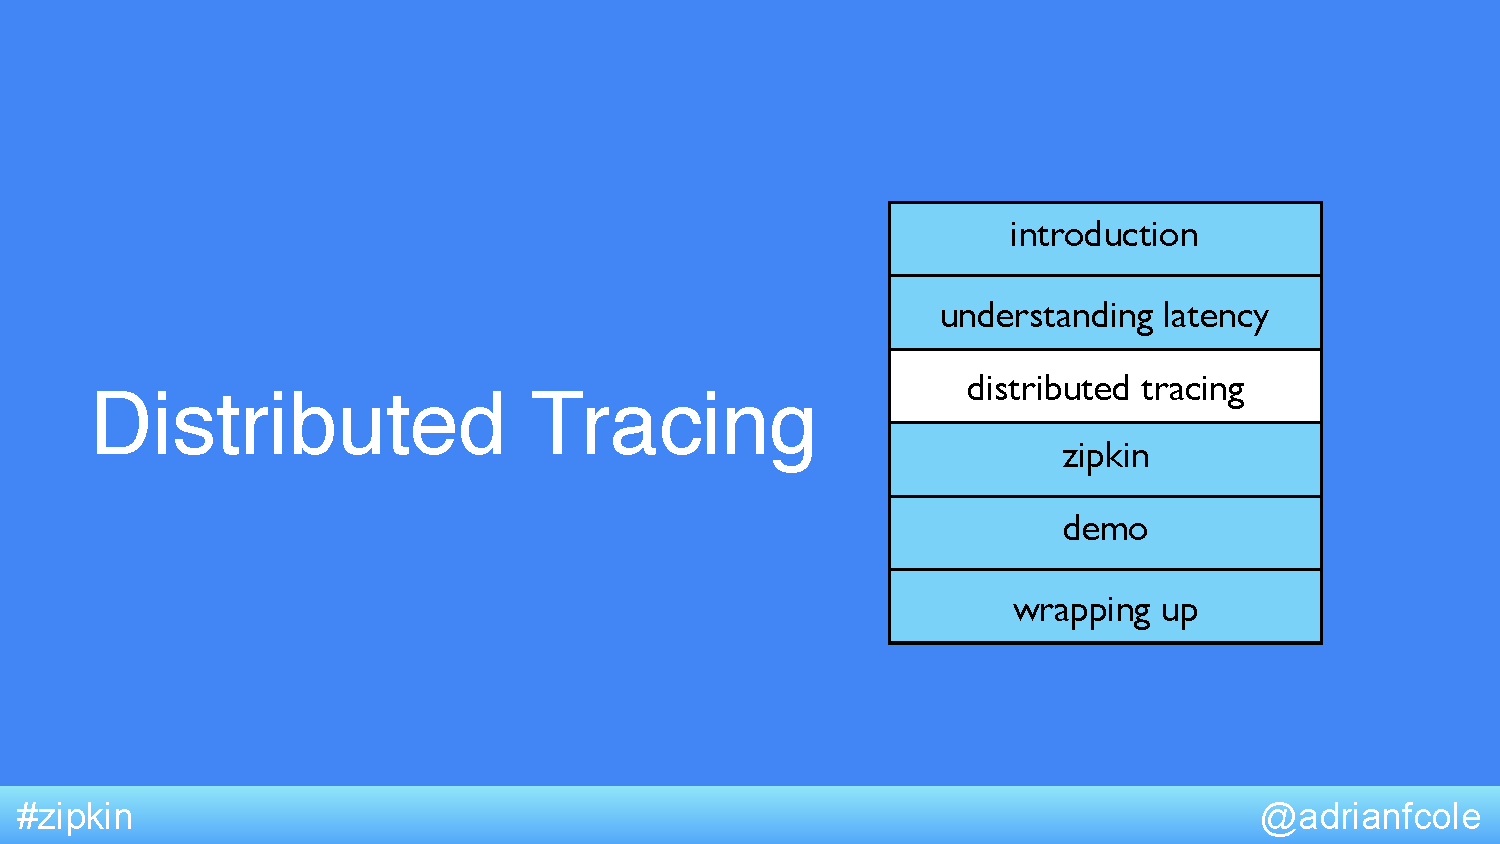 Distributed Tracing
introduction
understanding latency
distributed tracing
zipkin
demo
wrapping up
#zipkin
@adrianfcole